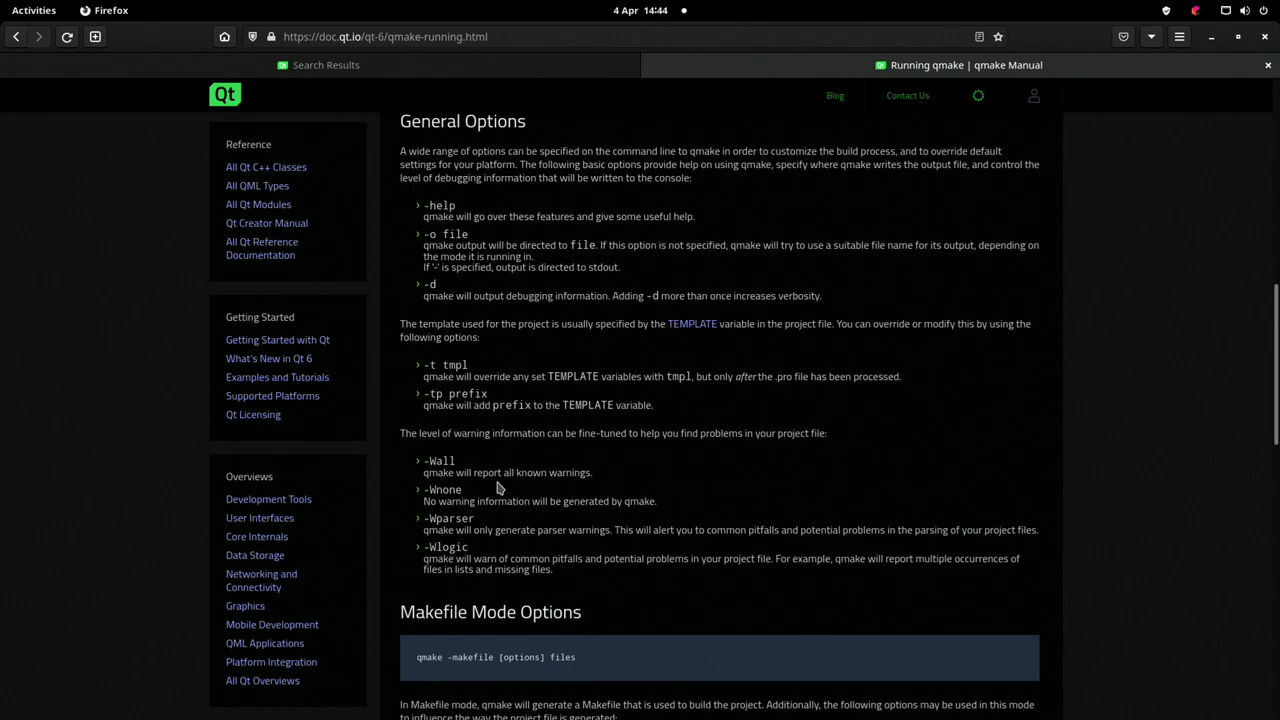 Activities
Firefox
4 Apr 14:44
https://doc.qt.io/qt-6/qmake-running.html
Qt Search Results
Qt Running qmake | qmake Manual
Qt
Blog
Contact Us
Reference
All Qt C++ Classes
All QML Types
All Qt Modules
Qt Creator Manual
All Qt Reference
Documentation
Getting Started
Getting Started with Qt
What's New in Qt 6
Examples and Tutorials
Supported Platforms
Qt Licensing
Overviews
Development Tools
User Interfaces
Core Internals
Data Storage
Networking and
Connectivity
Graphics
Mobile Development
QML Applications
Platform Integration
All Qt Overviews
General Options
A wide range of options can be specified on the command line to qmake in order to customize the build process, and to override default
settings for your platform. The following basic options provide help on using qmake, specify where qmake writes the output file, and control the
level of debugging information that will be written to the console:
-help
qmake will go over these features and give some useful help.
-o file
qmake output will be directed to file. If this option is not specified, qmake will try to use a suitable file name for its output, depending on
the mode it is running in.
If '-' is specified, output is directed to stdout.
-d
qmake will output debugging information. Adding -d more than once increases verbosity.
The template used for the project is usually specified by the TEMPLATE variable in the project file. You can override or modify this by using the
following options:
-t tmpl
qmake will override any set TEMPLATE variables with tmpl, but only after the .pro file has been processed.
-tp prefix
qmake will add prefix to the TEMPLATE variable.
The level of warning information can be fine-tuned to help you find problems in your project file:
-Wall
qmake will report all known warnings.
-Wnone
No warning information will be generated by qmake.
-Wparser
qmake will only generate parser warnings. This will alert you to common pitfalls and potential problems in the parsing of your project files.
-Wlogic
qmake will warn of common pitfalls and potential problems in your project file. For example, qmake will report multiple occurrences of
files in lists and missing files.
Makefile Mode Options
qmake -makefile [options] files
In Makefile mode, qmake will generate a Makefile that is used to build the project. Additionally, the following options may be used in this mode
to influence the way the project file is generated: